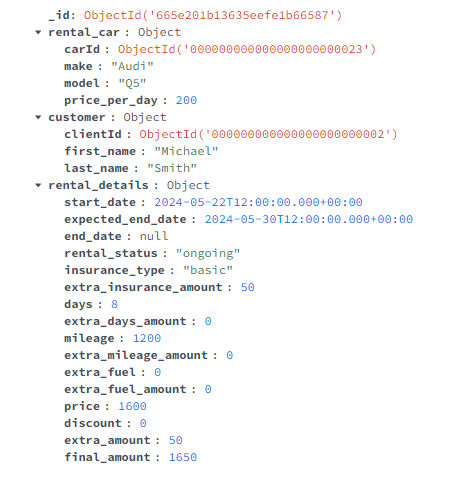 _id: ObjectId('665e201b13635eefe1b66587')
rental_car: Object
carId: ObjectId('000000000000000000000023')
make: "Audi"
model: "Q5"
price_per_day: 200
customer: Object
clientId: ObjectId('000000000000000000000002')
first_name: "Michael"
last_name: "Smith"
rental_details: Object
start_date: 2024-05-22T12:00:00.000+00:00
expected_end_date: 2024-05-30T12:00:00.000+00:00
end_date: null
rental_status: "ongoing"
insurance_type: "basic"
extra_insurance_amount: 50
days: 8
extra_days_amount: 0
mileage: 1200
extra_mileage_amount: 0
extra_fuel: 0
extra_fuel_amount: 0
price: 1600
discount: 0
extra_amount: 50
final_amount: 1650